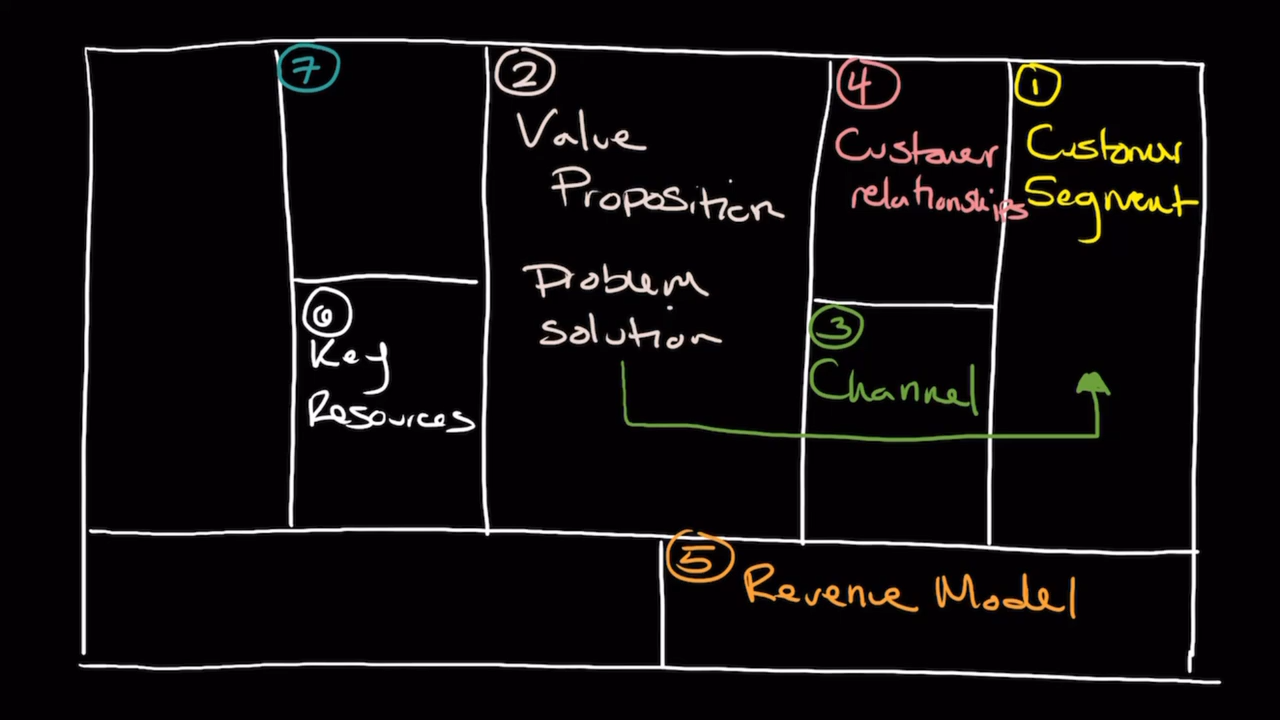 7
6
Key
Resources
2
Value
Proposition
Problem
solution
4
Customer
relationships
3
Channel
1
Customer
Segment
5
Revenue Model